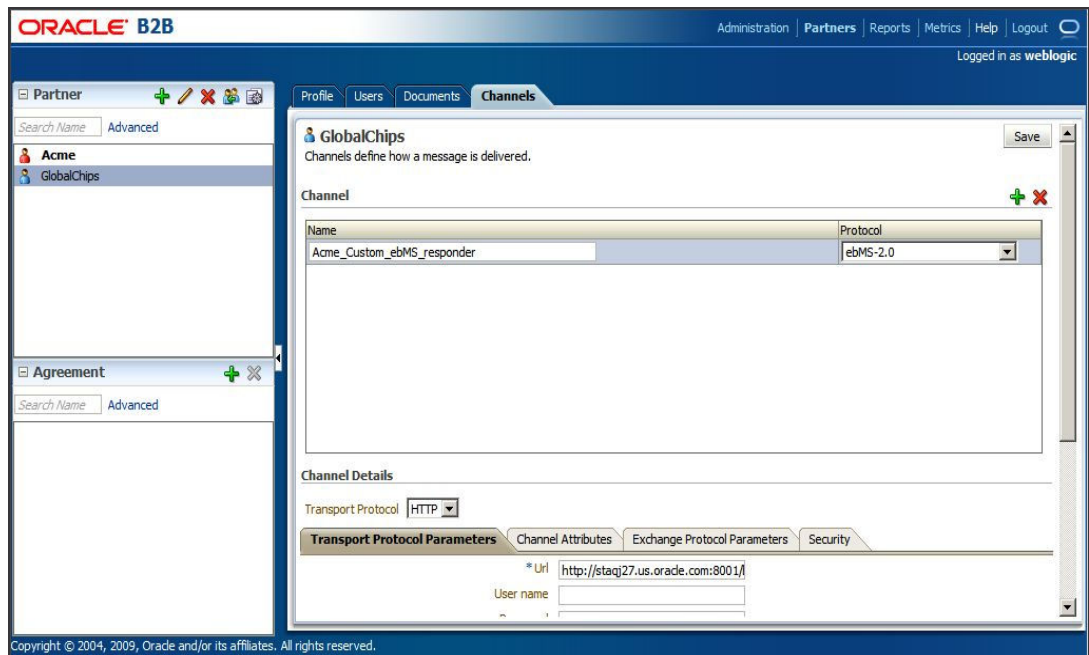 ORACLE B2B
Administration Partners Reports Metrics Help Logout
Logged in as weblogic
Partner
Search Name Advanced
Acme
GlobalChips
Agreement
Search Name Advanced
Profile Users Documents Channels
GlobalChips
Save
Channels define how a message is delivered.
Channel
Name Protocol
Acme_Custom_ebMS_responder ebMS-2.0
Channel Details
Transport Protocol HTTP
Transport Protocol Parameters Channel Attributes Exchange Protocol Parameters Security
* Url http://staqj27.us.oracle.com:8001/
User name
Copyright © 2004, 2009, Oracle and/or its affiliates. All rights reserved.